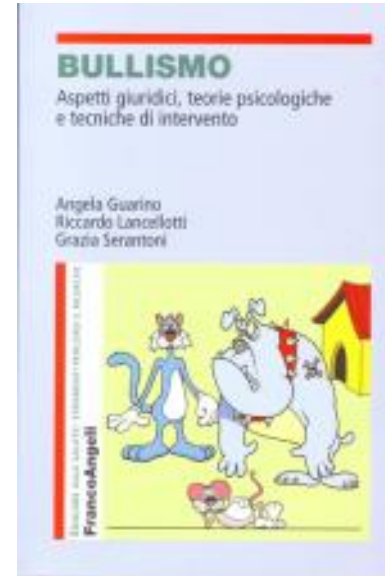 BULLISMO
Aspetti giuridici, teorie psicologiche
e tecniche di intervento
Angela Guarino
Riccardo Lancellotti
Grazia Serantoni
FrancoAngeli